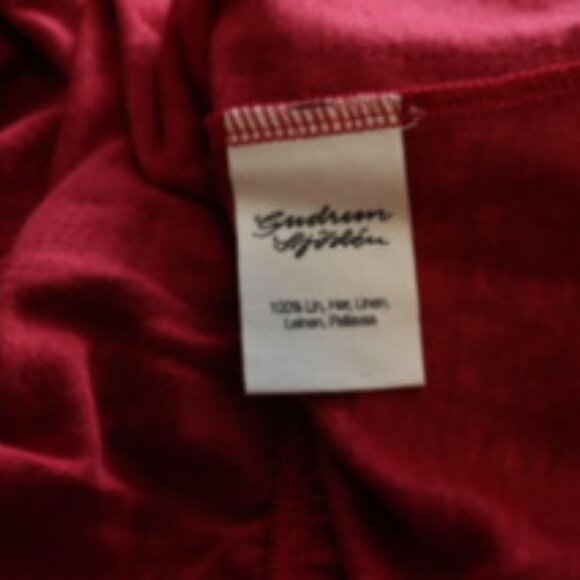 Gudrun
Sjödén
100% Lin, Hør, Linen,
Leinen, Pellavaa